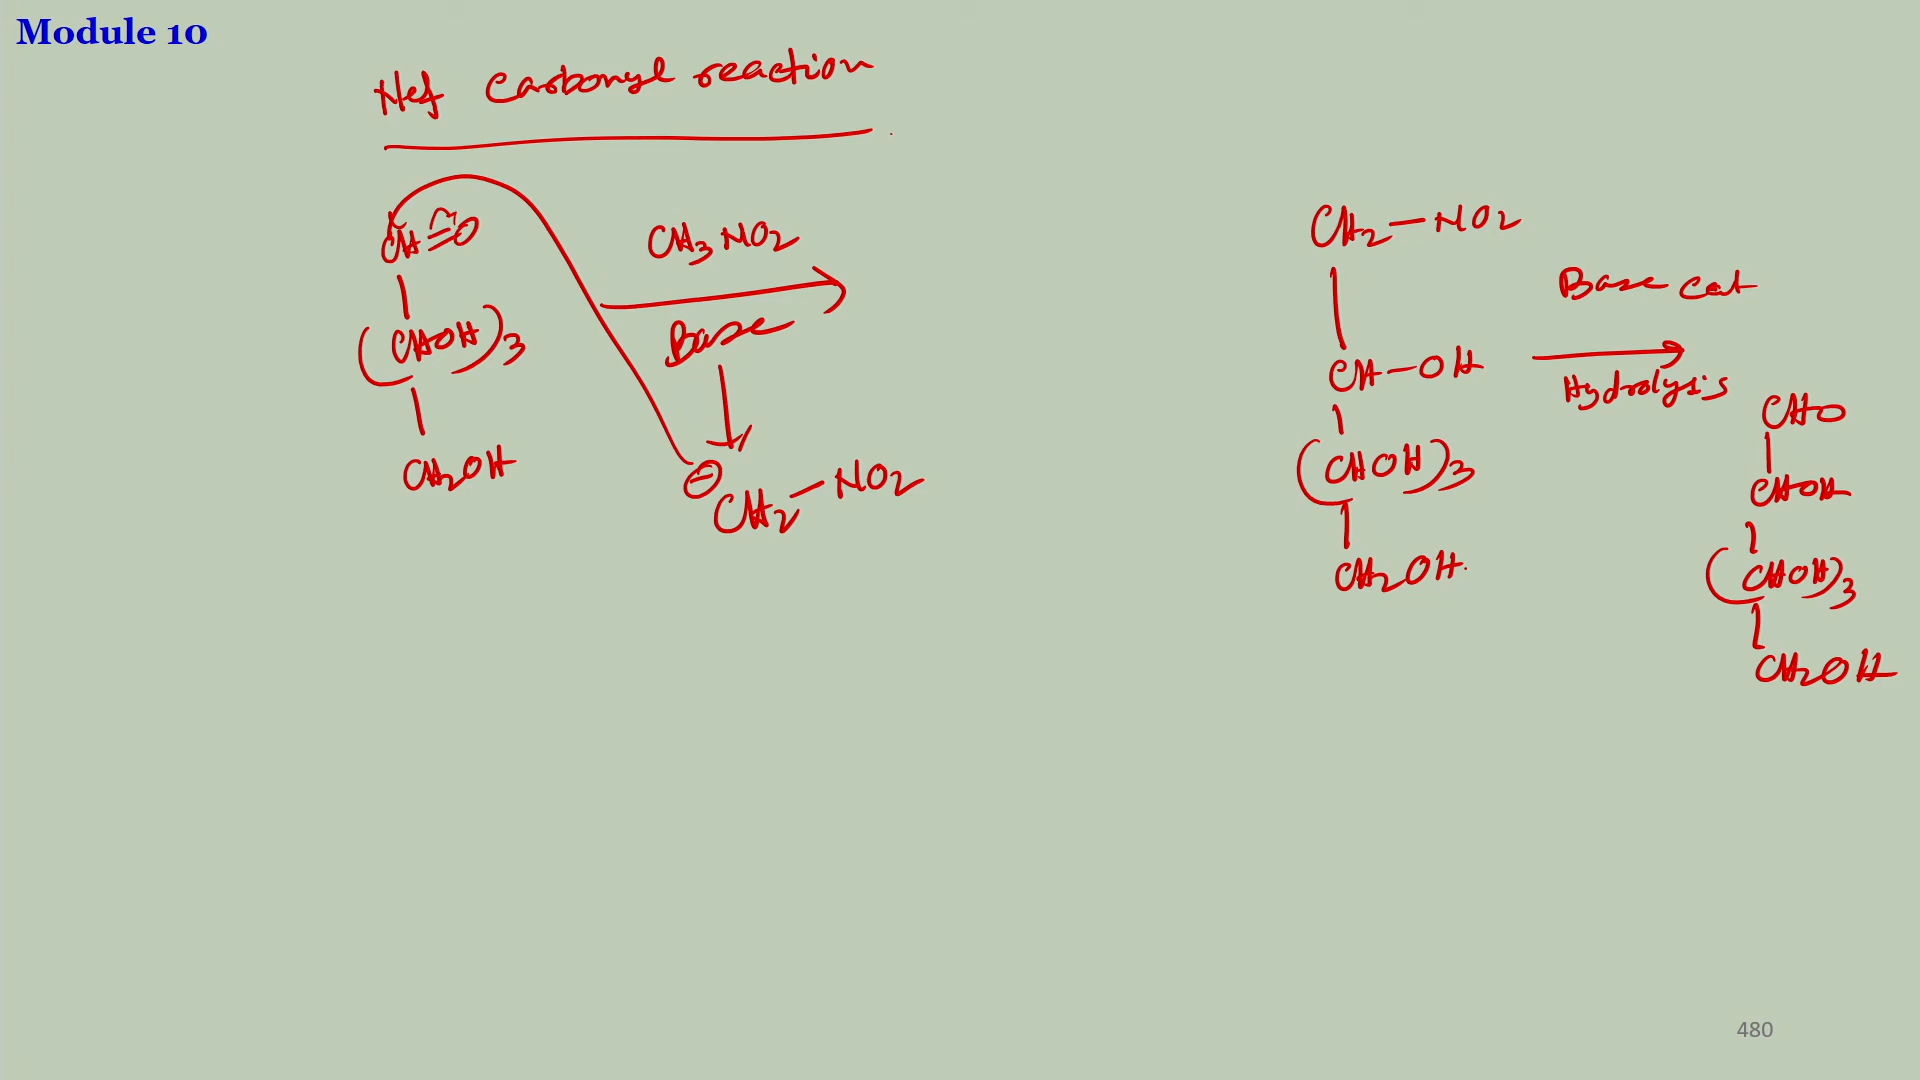 Module 10
Nef Carbonyl reaction
CH=O
(CHOH)3
CH2OH
CH3NO2
Base
⊖
CH2-NO2
CH2-NO2
CH-OH
(CHOH)3
CH2OH
Base cat
Hydrolysis
CHO
CHOH
(CHOH)3
CH2OH
480